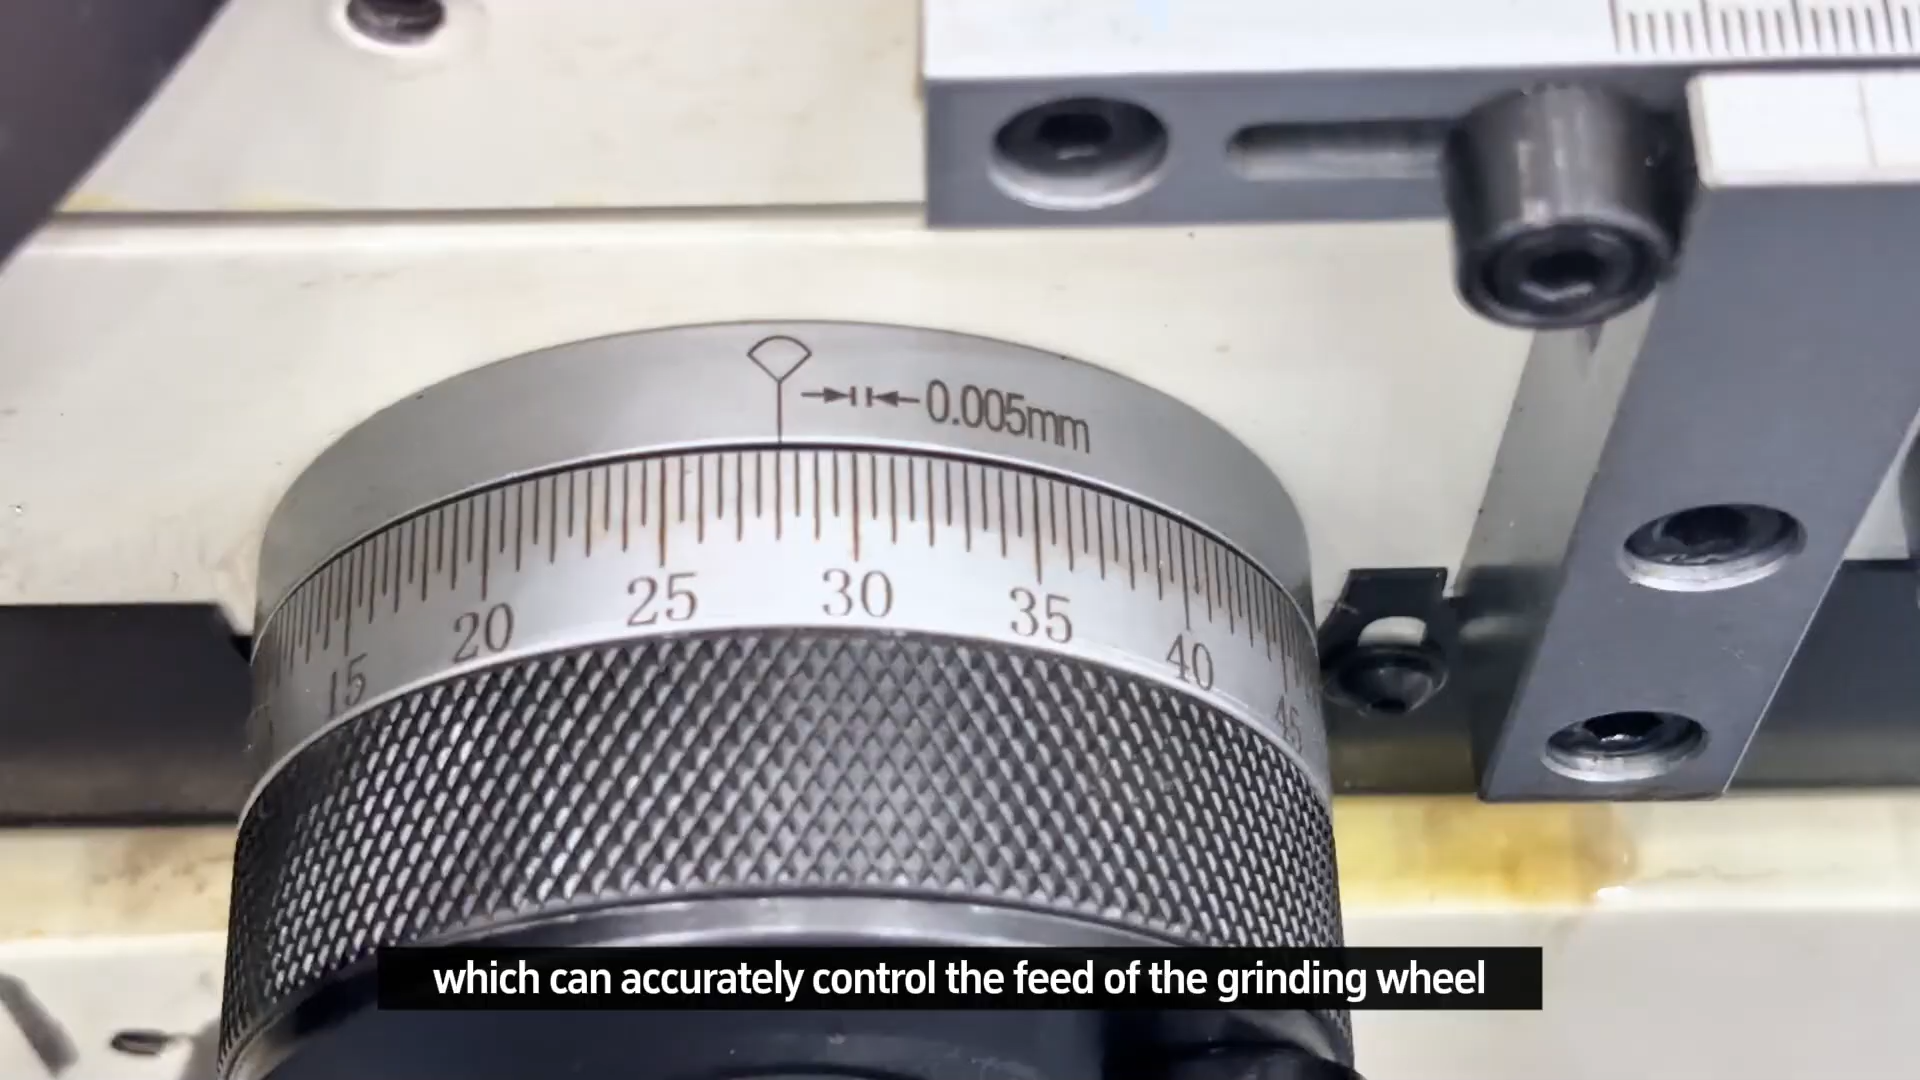 0.005mm
15 20 25 30 35 40 45
which can accurately control the feed of the grinding wheel